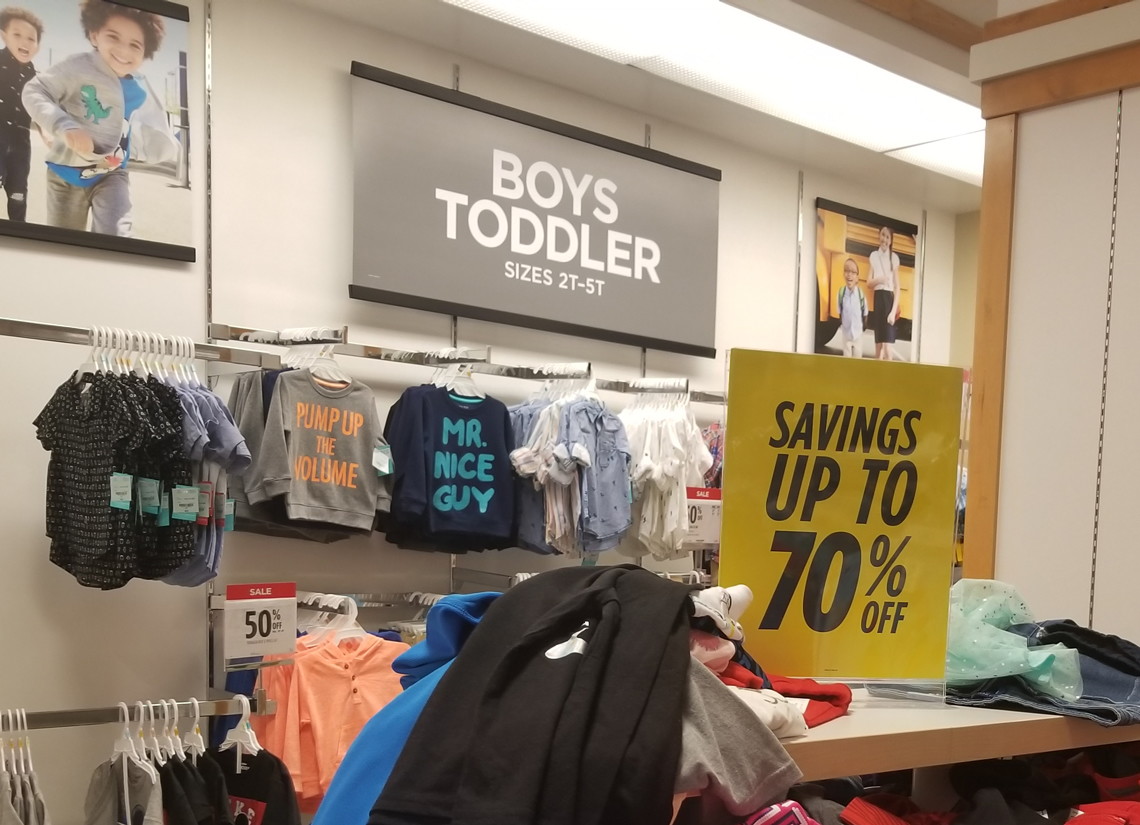 BOYS
TODDLER
SIZES 2T-5T
PUMP UP
THE
VOLUME
MR.
NICE
GUY
SALE
SAVINGS
UP TO
70%
OFF
SALE
50%
OFF